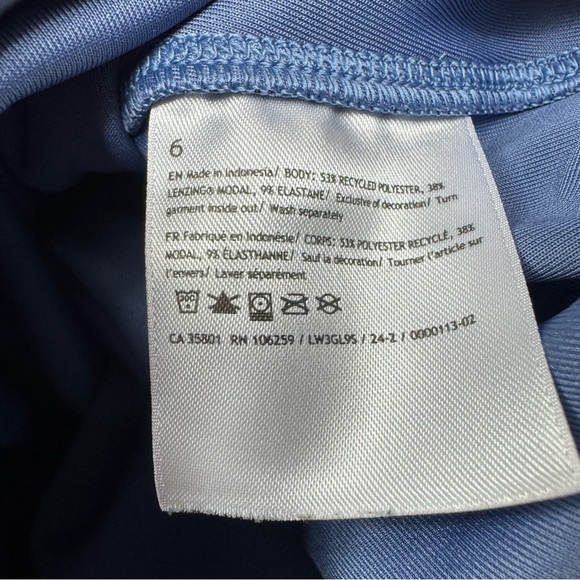 6
EN Made in Indonesia/ BODY: 53% RECYCLED POLYESTER, 38%
LENZING® MODAL, 9% ELASTANE/ Exclusive of decoration/ Turn
garment inside out/ Wash separately
FR Fabriqué en Indonésie/ CORPS: 53% POLYESTER RECYCLÉ, 38%
MODAL, 9% ÉLASTHANNE/ Sauf la décoration/ Tourner l'article sur
l'envers/ Laver séparément
30C
CA 35801 RN 106259 / LW3GL9S / 24-2 / 0000113-02